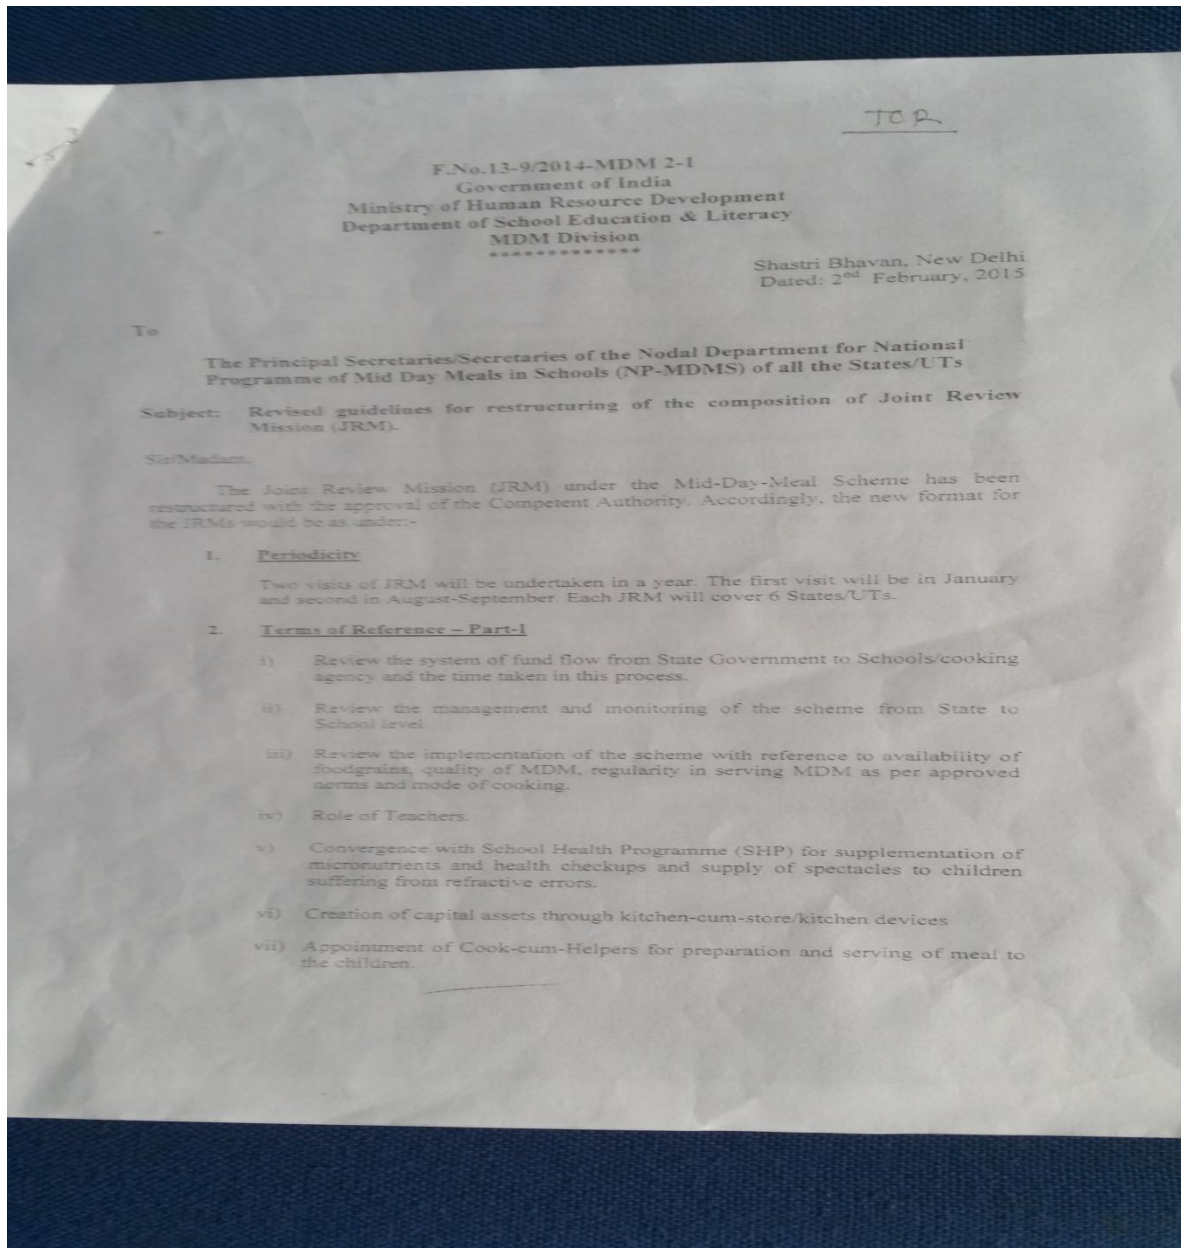 TOR
F.No.13-9/2014-MDM 2-1
Government of India
Ministry of Human Resource Development
Department of School Education & Literacy
MDM Division
*************
Shastri Bhavan, New Delhi
Dated: 2nd February, 2015
To
The Principal Secretaries/Secretaries of the Nodal Department for National
Programme of Mid Day Meals in Schools (NP-MDMS) of all the States/UTs
Subject: Revised guidelines for restructuring of the composition of Joint Review
Mission (JRM).
Sir/Madam,
The Joint Review Mission (JRM) under the Mid-Day-Meal Scheme has been
restructured with the approval of the Competent Authority. Accordingly, the new format for
the JRMs would be as under:-
1. Periodicity
Two visits of JRM will be undertaken in a year. The first visit will be in January
and second in August-September. Each JRM will cover 6 States/UTs.
2. Terms of Reference – Part-I
i) Review the system of fund flow from State Government to Schools/cooking
agency and the time taken in this process.
ii) Review the management and monitoring of the scheme from State to
School level.
iii) Review the implementation of the scheme with reference to availability of
foodgrains, quality of MDM, regularity in serving MDM as per approved
norms and mode of cooking.
iv) Role of Teachers.
v) Convergence with School Health Programme (SHP) for supplementation of
micronutrients and health checkups and supply of spectacles to children
suffering from refractive errors.
vi) Creation of capital assets through kitchen-cum-store/kitchen devices
vii) Appointment of Cook-cum-Helpers for preparation and serving of meal to
the children.